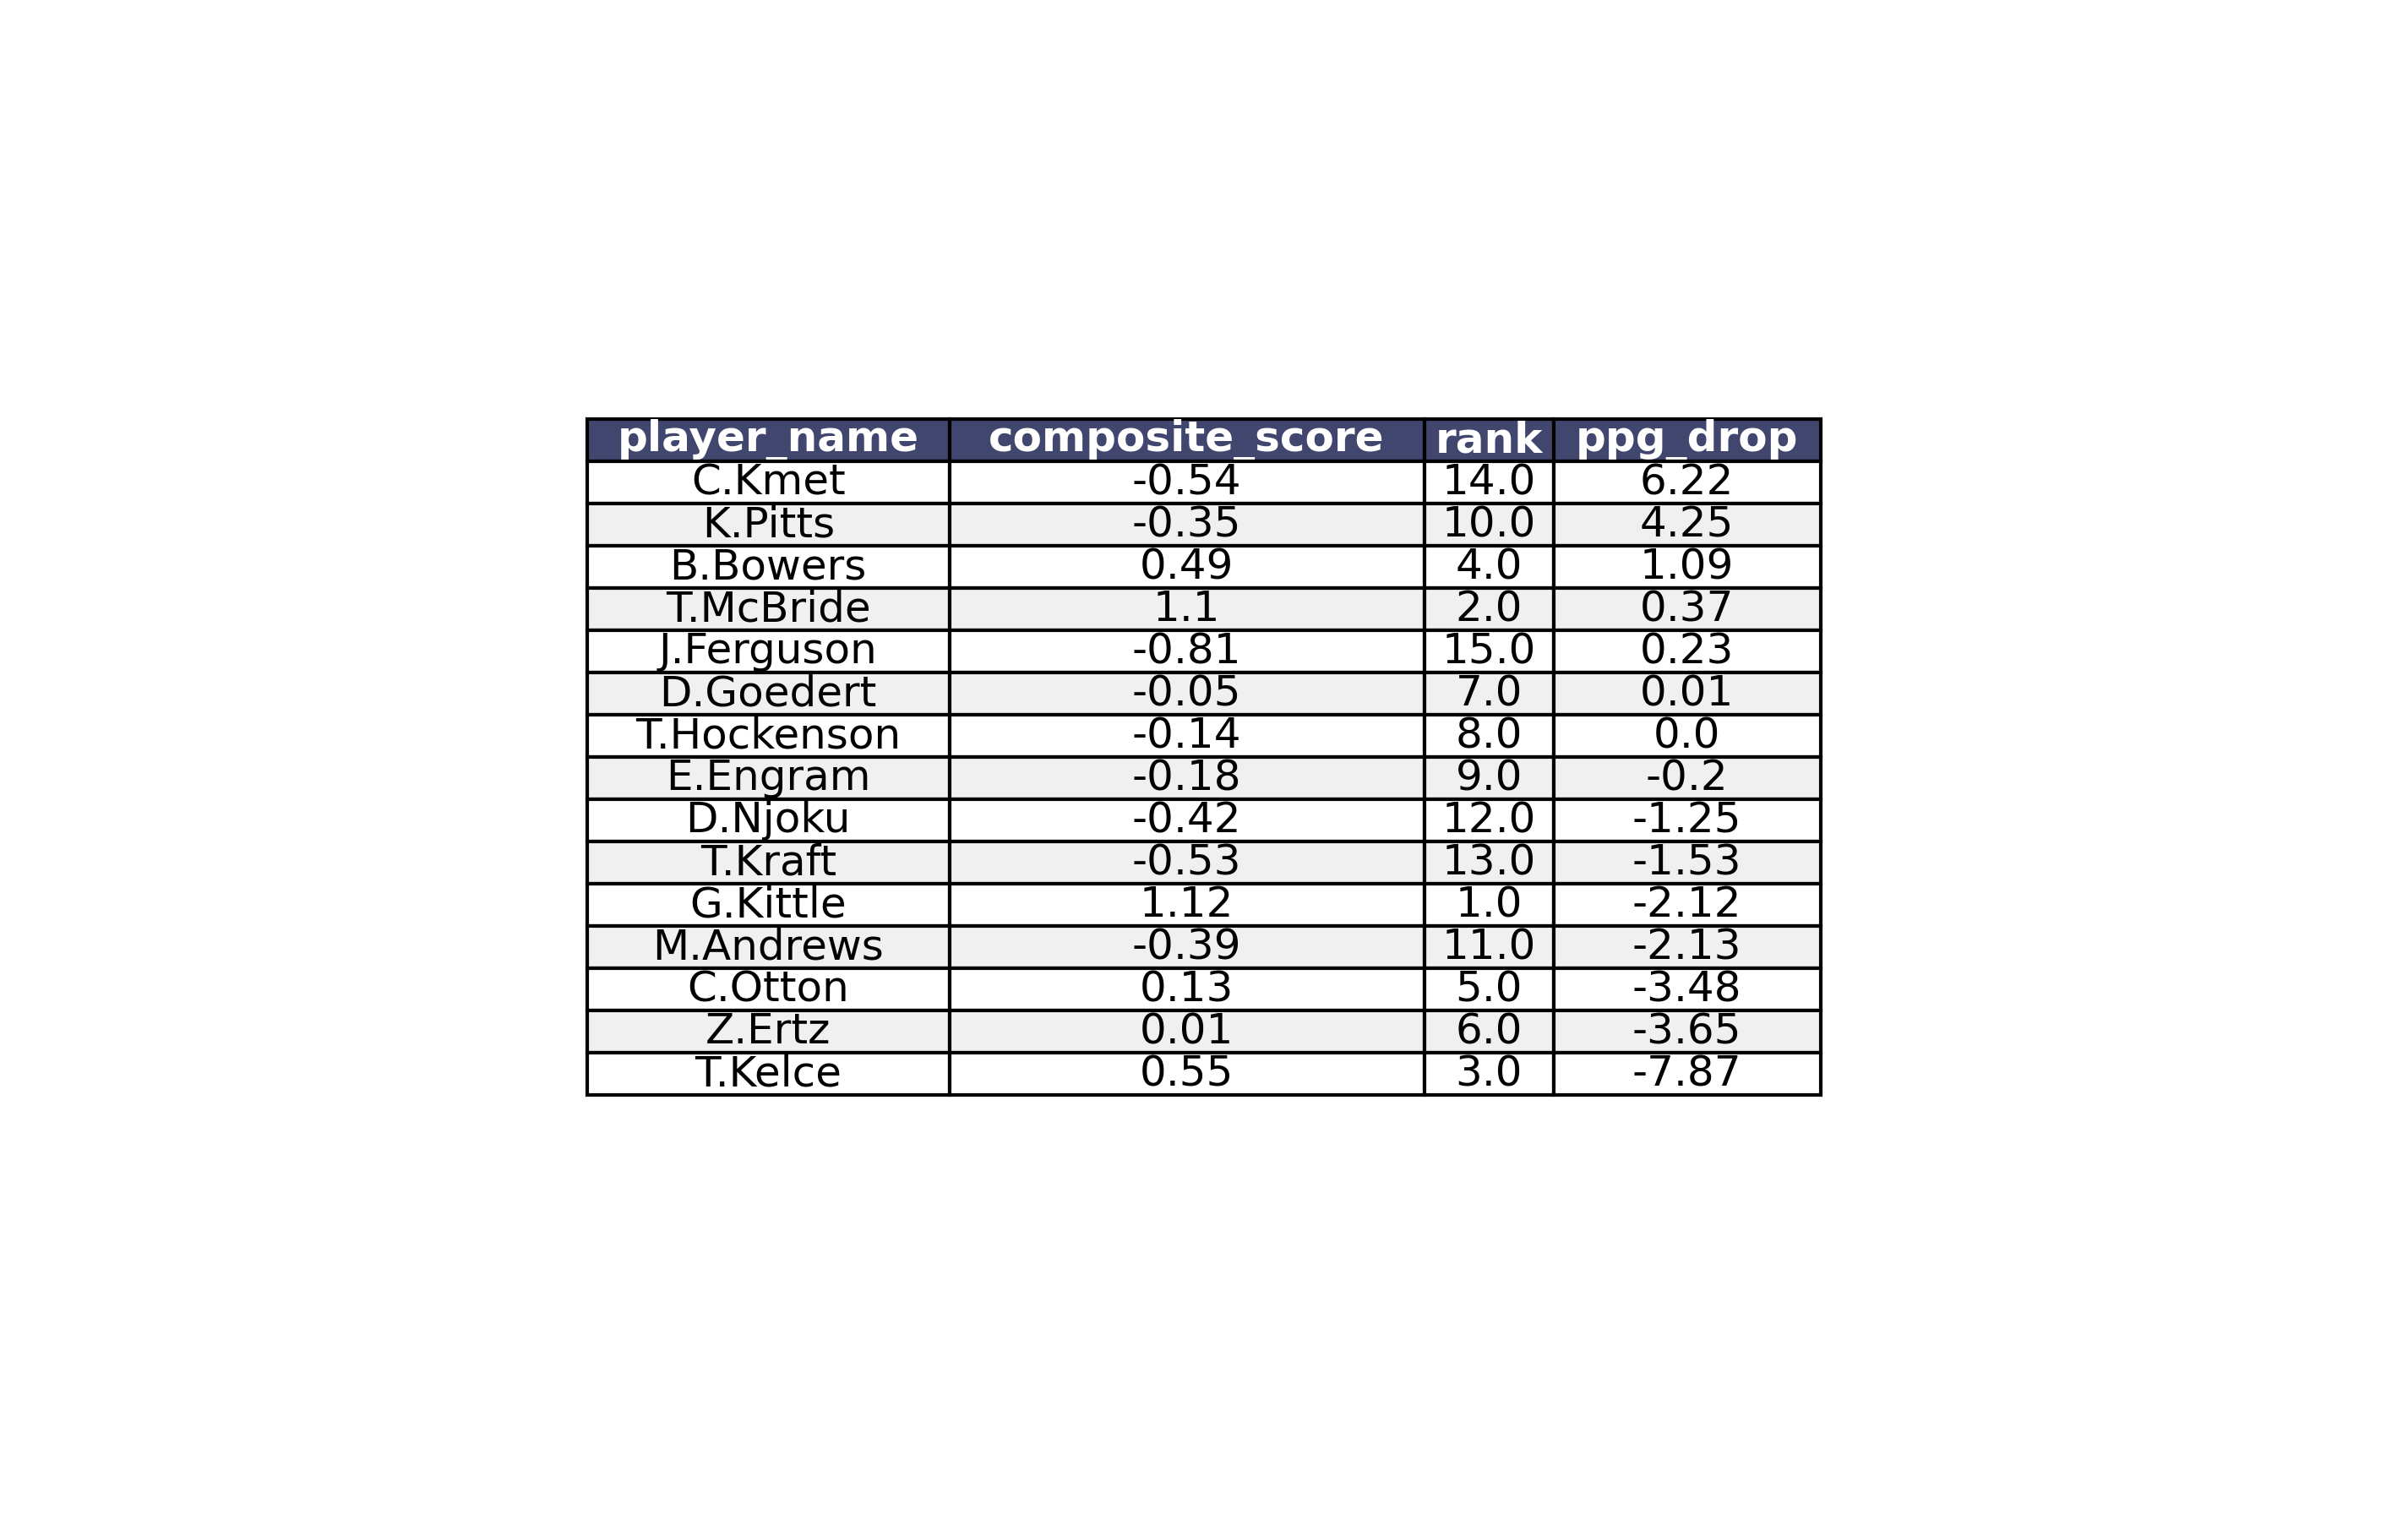 player_name composite_score rank ppg_drop
C.Kmet -0.54 14.0 6.22
K.Pitts -0.35 10.0 4.25
B.Bowers 0.49 4.0 1.09
T.McBride 1.1 2.0 0.37
J.Ferguson -0.81 15.0 0.23
D.Goedert -0.05 7.0 0.01
T.Hockenson -0.14 8.0 0.0
E.Engram -0.18 9.0 -0.2
D.Njoku -0.42 12.0 -1.25
T.Kraft -0.53 13.0 -1.53
G.Kittle 1.12 1.0 -2.12
M.Andrews -0.39 11.0 -2.13
C.Otton 0.13 5.0 -3.48
Z.Ertz 0.01 6.0 -3.65
T.Kelce 0.55 3.0 -7.87